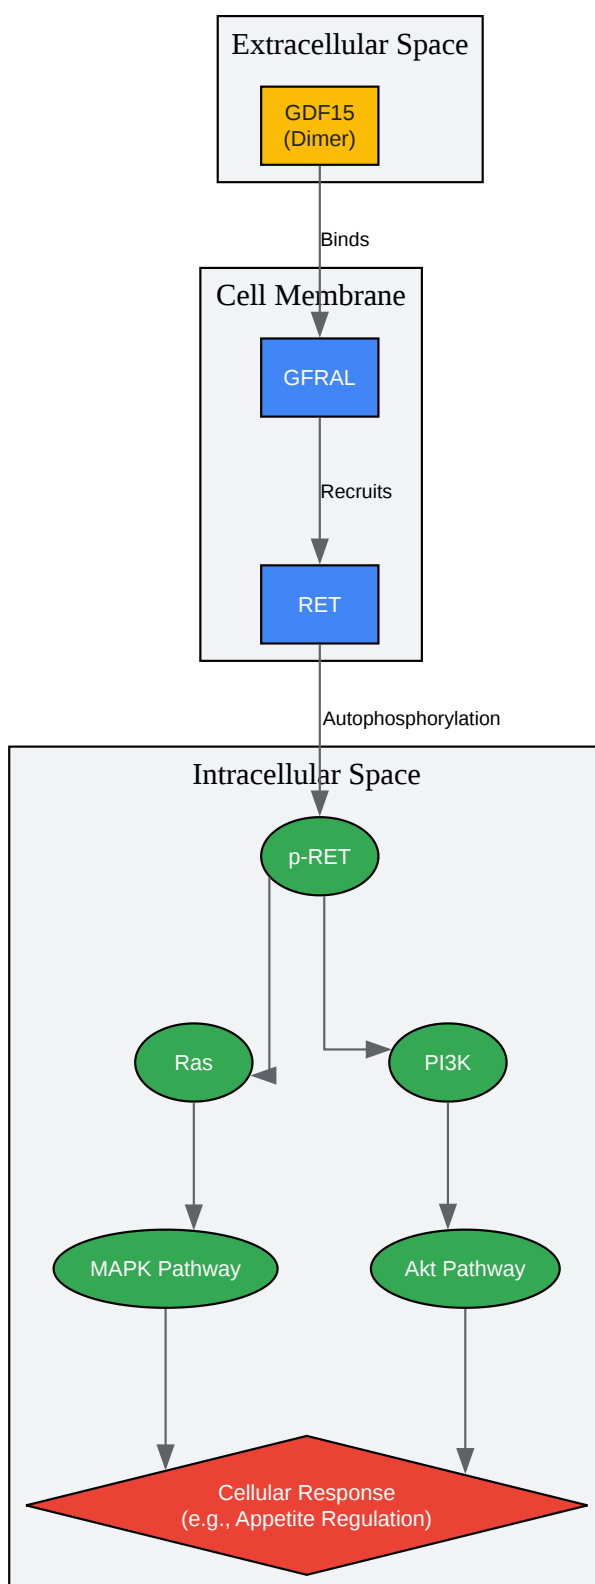 Extracellular Space
GDF15
(Dimer)
Binds
Cell Membrane
GFRAL
Recruits
RET
Autophosphorylation
Intracellular Space
p-RET
Ras
PI3K
MAPK Pathway
Akt Pathway
Cellular Response
(e.g., Appetite Regulation)